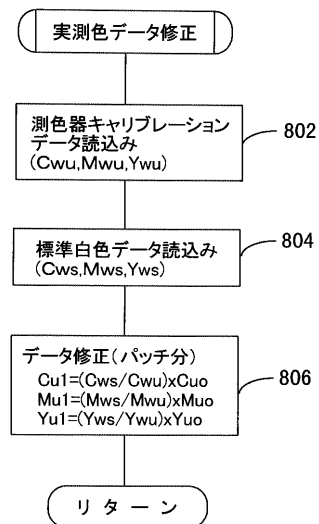 実測色データ修正
測色器キャリブレーション
データ読込み
(Cwu,Mwu,Ywu)
802
標準白色データ読込み
(Cws,Mws,Yws)
804
データ修正(パッチ分)
Cu1=(Cws/Cwu)xCuo
Mu1=(Mws/Mwu)xMuo
Yu1=(Yws/Ywu)xYuo
806
リターン